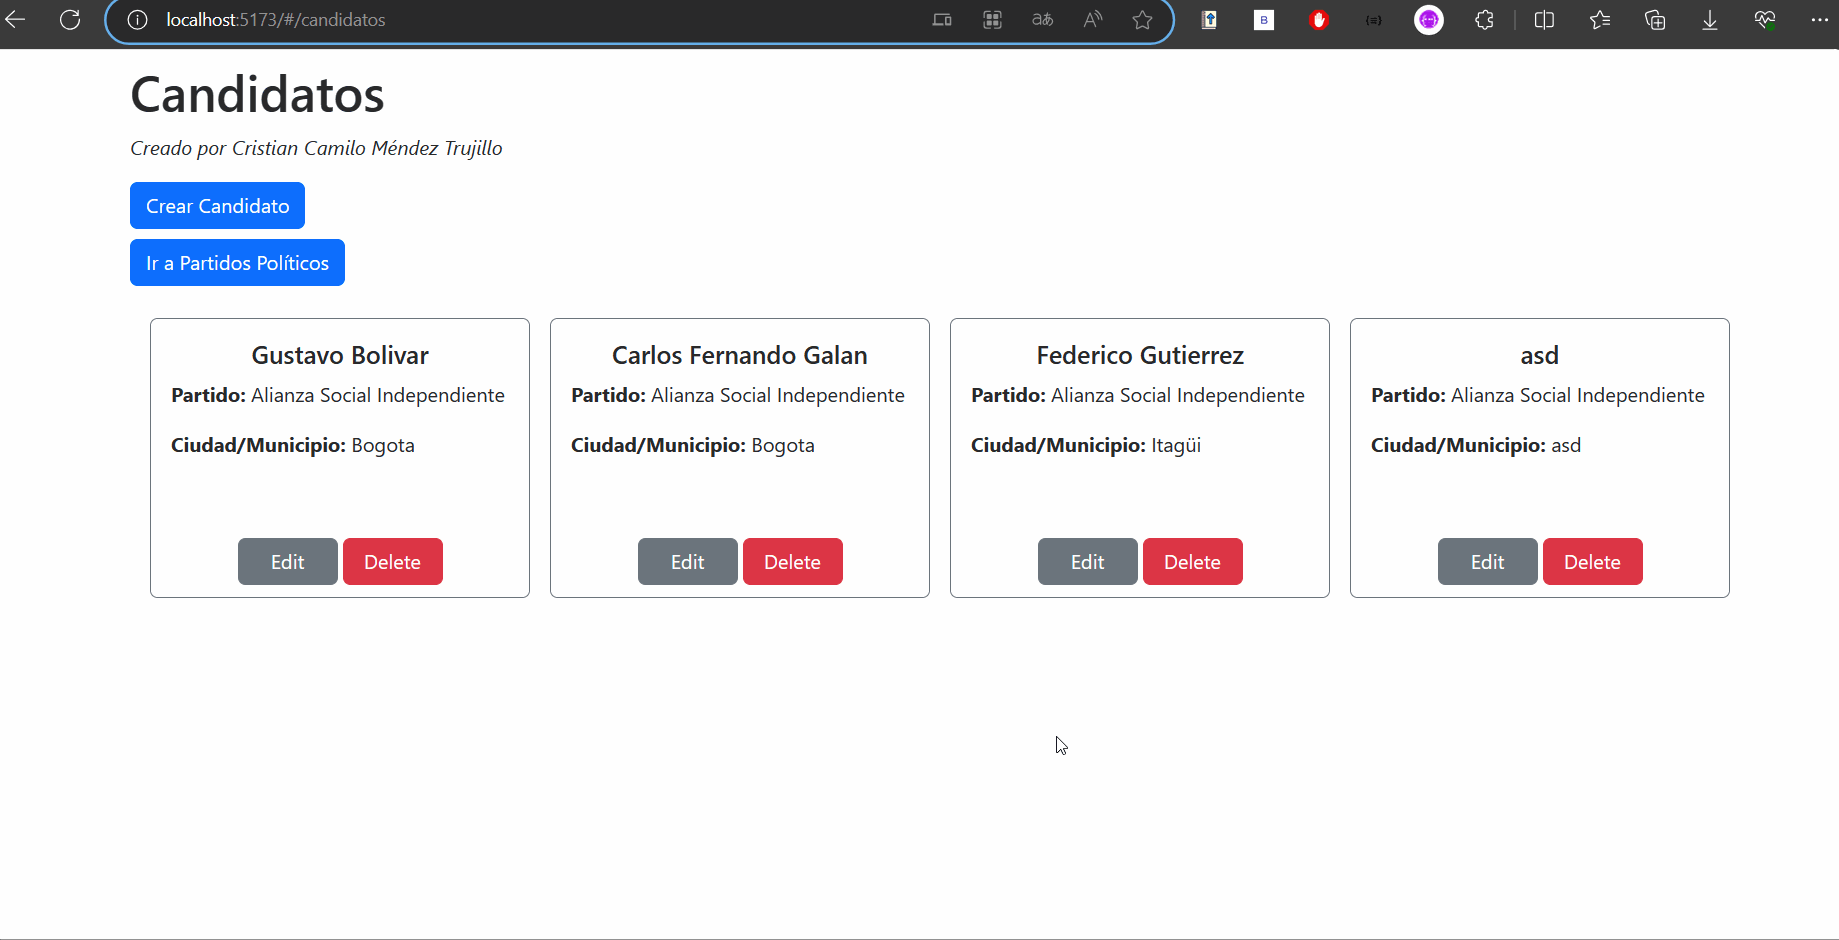 localhost:5173/#/candidatos
Candidatos
Creado por Cristian Camilo Méndez Trujillo
Crear Candidato
Ir a Partidos Políticos
Gustavo Bolivar
Partido: Alianza Social Independiente
Ciudad/Municipio: Bogota
Edit Delete
Carlos Fernando Galan
Partido: Alianza Social Independiente
Ciudad/Municipio: Bogota
Edit Delete
Federico Gutierrez
Partido: Alianza Social Independiente
Ciudad/Municipio: Itagüi
Edit Delete
asd
Partido: Alianza Social Independiente
Ciudad/Municipio: asd
Edit Delete